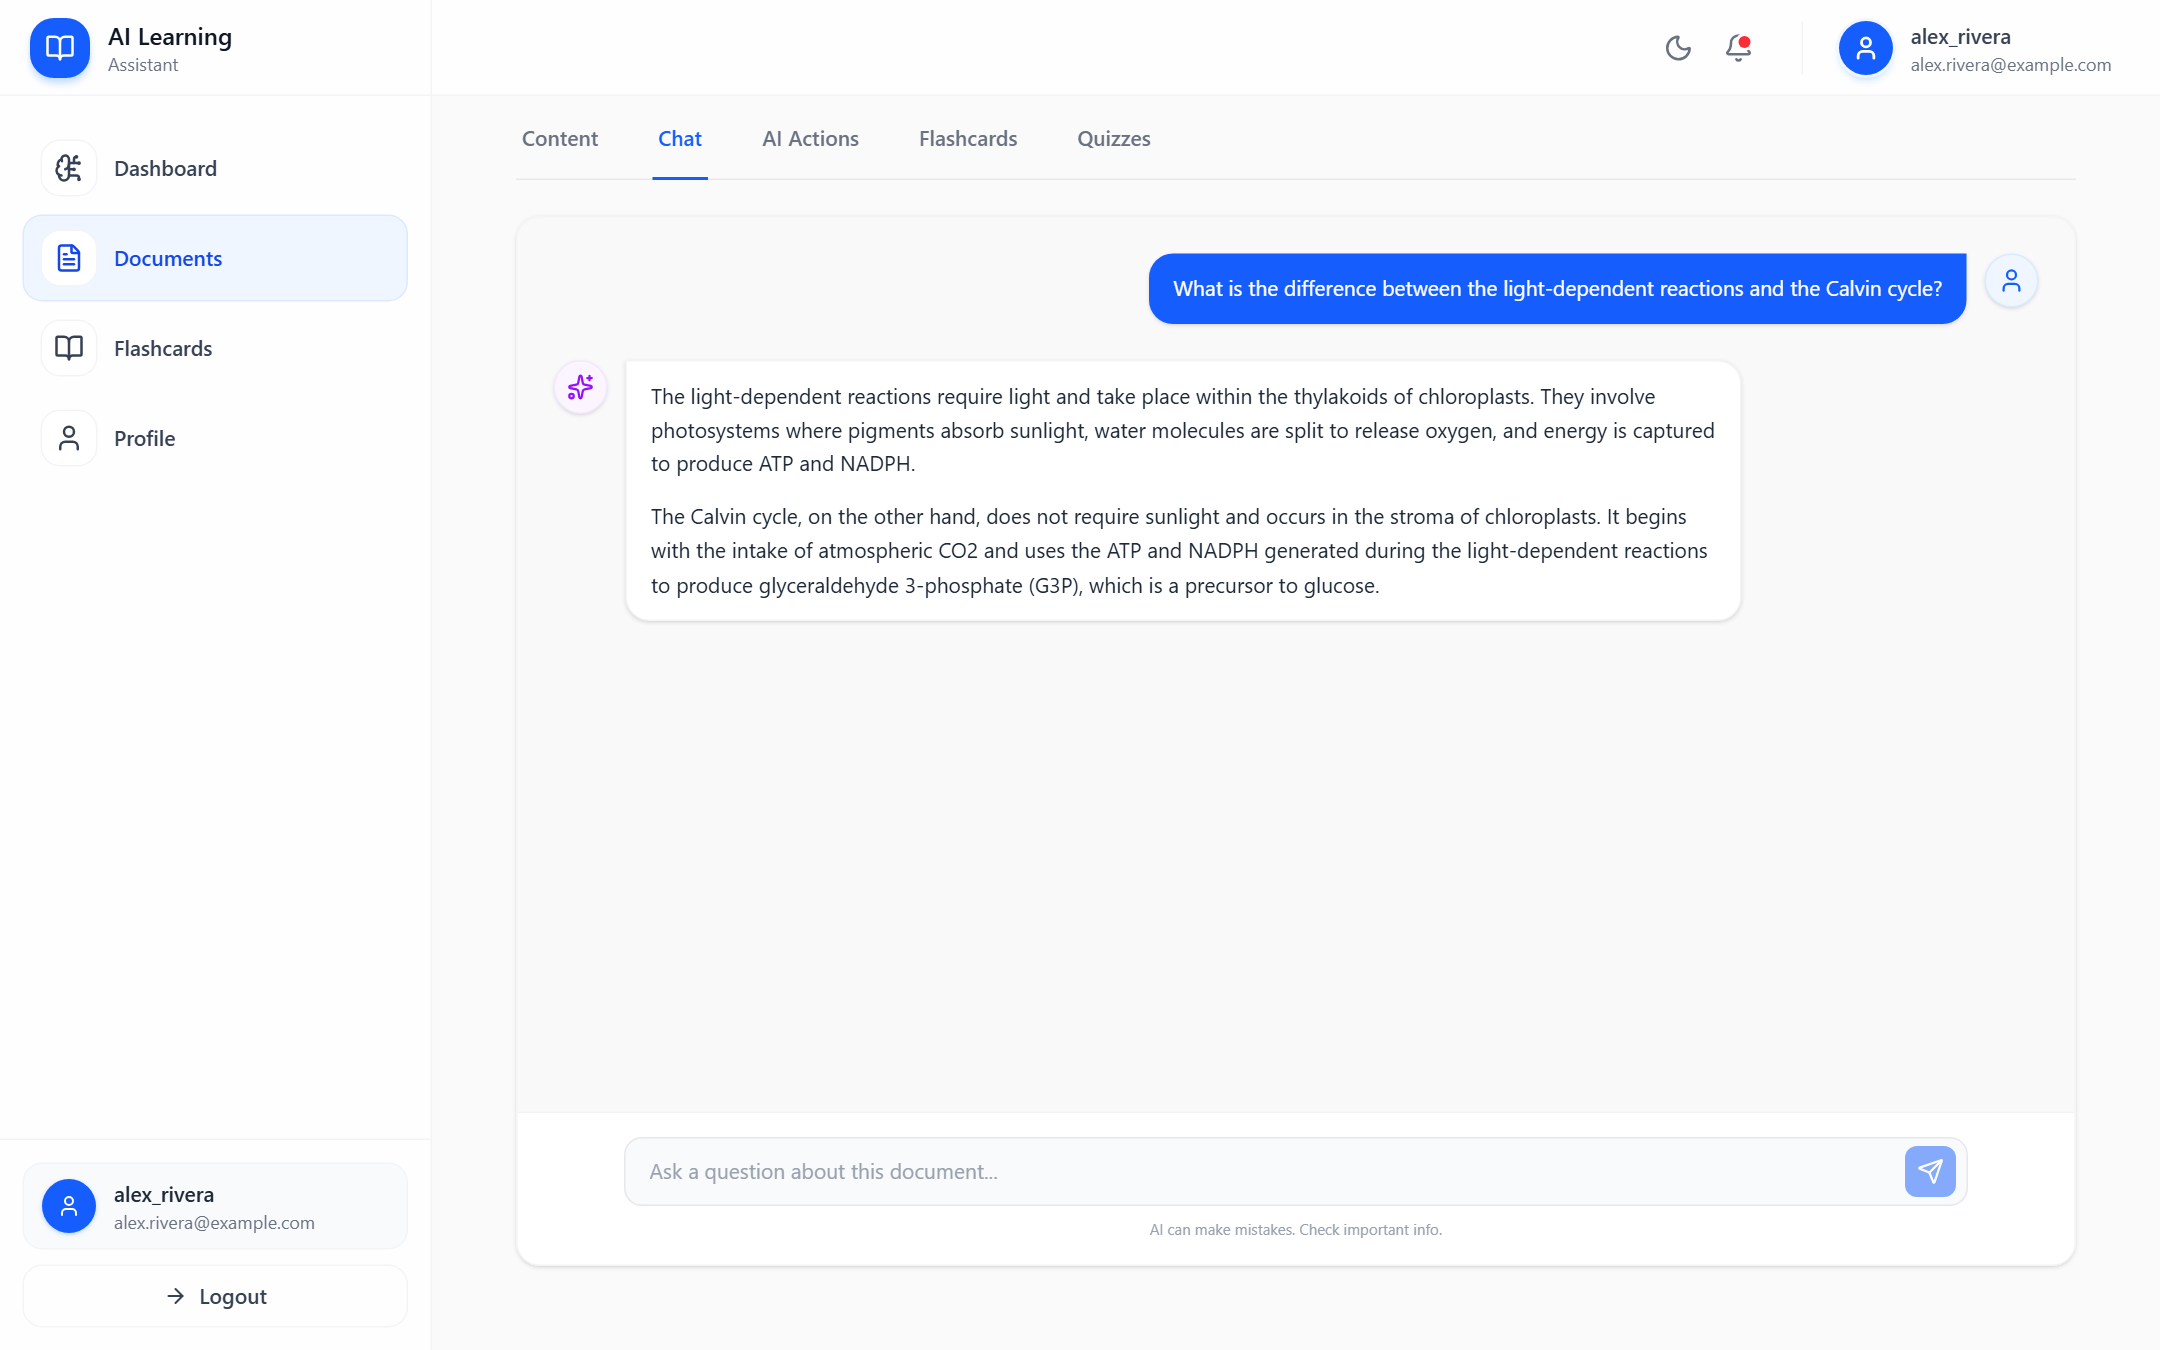 AI Learning
Assistant
alex_rivera
alex.rivera@example.com
Dashboard
Documents
Flashcards
Profile
Content
Chat
AI Actions
Flashcards
Quizzes
What is the difference between the light-dependent reactions and the Calvin cycle?
The light-dependent reactions require light and take place within the thylakoids of chloroplasts. They involve
photosystems where pigments absorb sunlight, water molecules are split to release oxygen, and energy is captured
to produce ATP and NADPH.
The Calvin cycle, on the other hand, does not require sunlight and occurs in the stroma of chloroplasts. It begins
with the intake of atmospheric CO2 and uses the ATP and NADPH generated during the light-dependent reactions
to produce glyceraldehyde 3-phosphate (G3P), which is a precursor to glucose.
Ask a question about this document...
AI can make mistakes. Check important info.
alex_rivera
alex.rivera@example.com
Logout